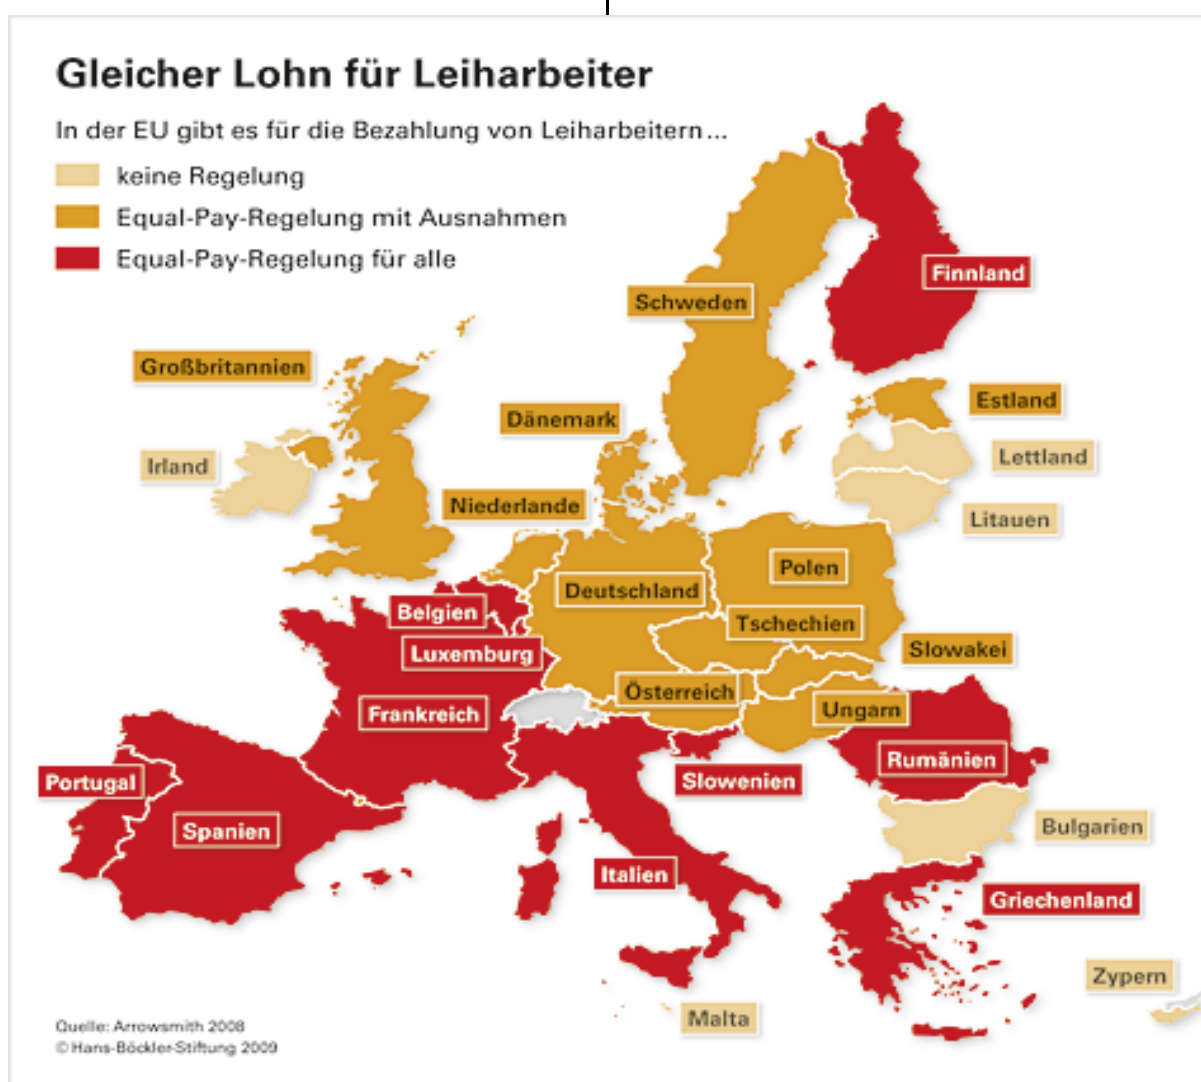 Gleicher Lohn für Leiharbeiter
In der EU gibt es für die Bezahlung von Leiharbeitern...
keine Regelung
Equal-Pay-Regelung mit Ausnahmen
Equal-Pay-Regelung für alle
Finnland
Schweden
Großbritannien
Estland
Dänemark
Irland
Lettland
Niederlande
Litauen
Polen
Deutschland
Belgien
Tschechien
Luxemburg
Slowakei
Österreich
Frankreich
Ungarn
Rumänien
Portugal
Slowenien
Spanien
Bulgarien
Italien
Griechenland
Zypern
Malta
Quelle: Arrowsmith 2008
© Hans-Böckler-Stiftung 2009